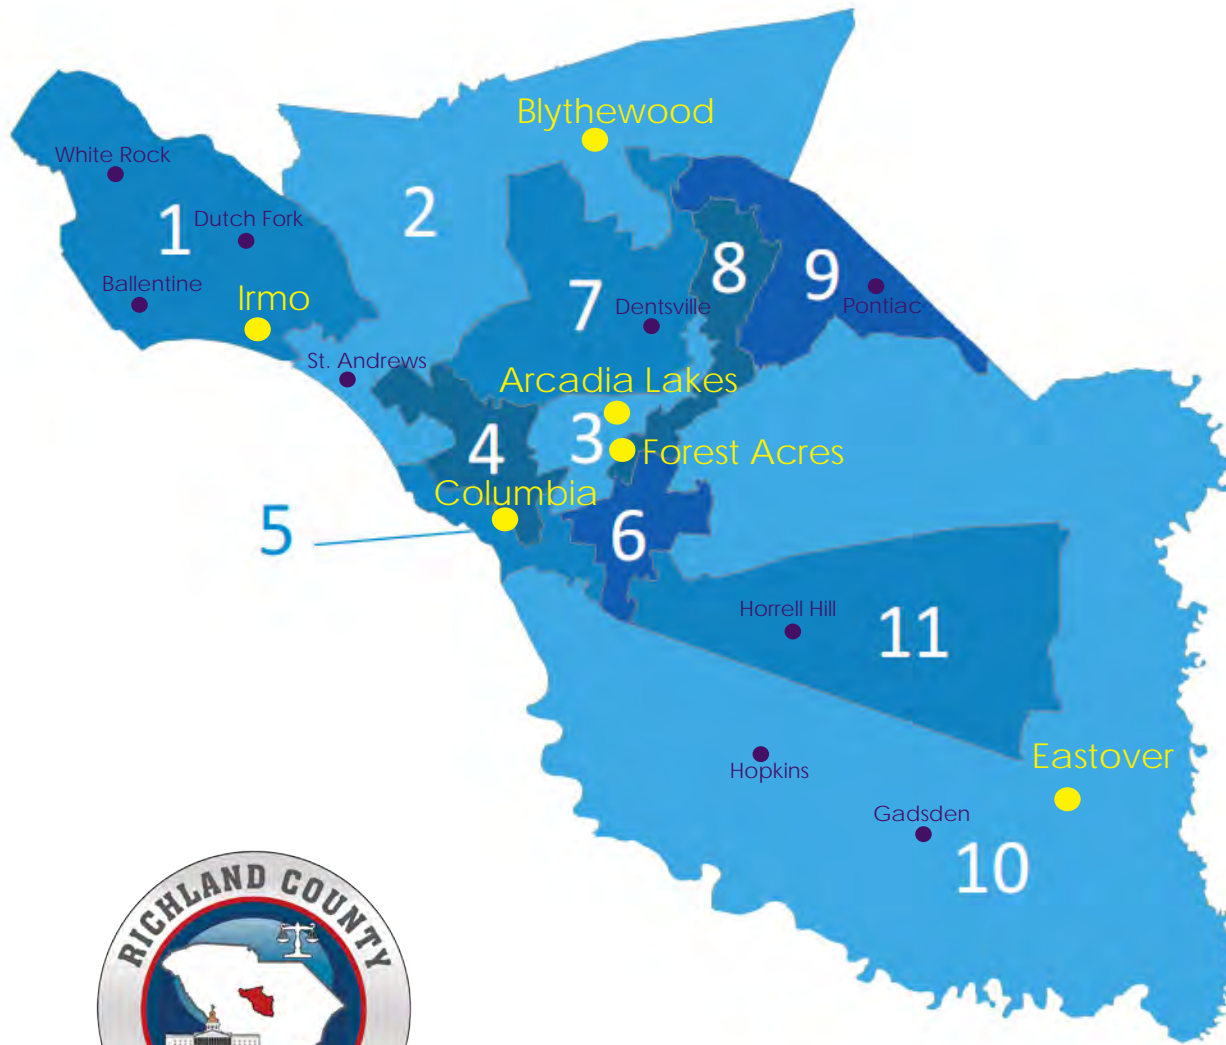 Blythewood
White Rock
1
Dutch Fork
2
8
9
Ballentine
Irmo
7
Dentsville
Pontiac
St. Andrews
Arcadia Lakes
3
4
Forest Acres
Columbia
5
6
Horrell Hill
11
Hopkins
Eastover
Gadsden
10
RICHLAND COUNTY